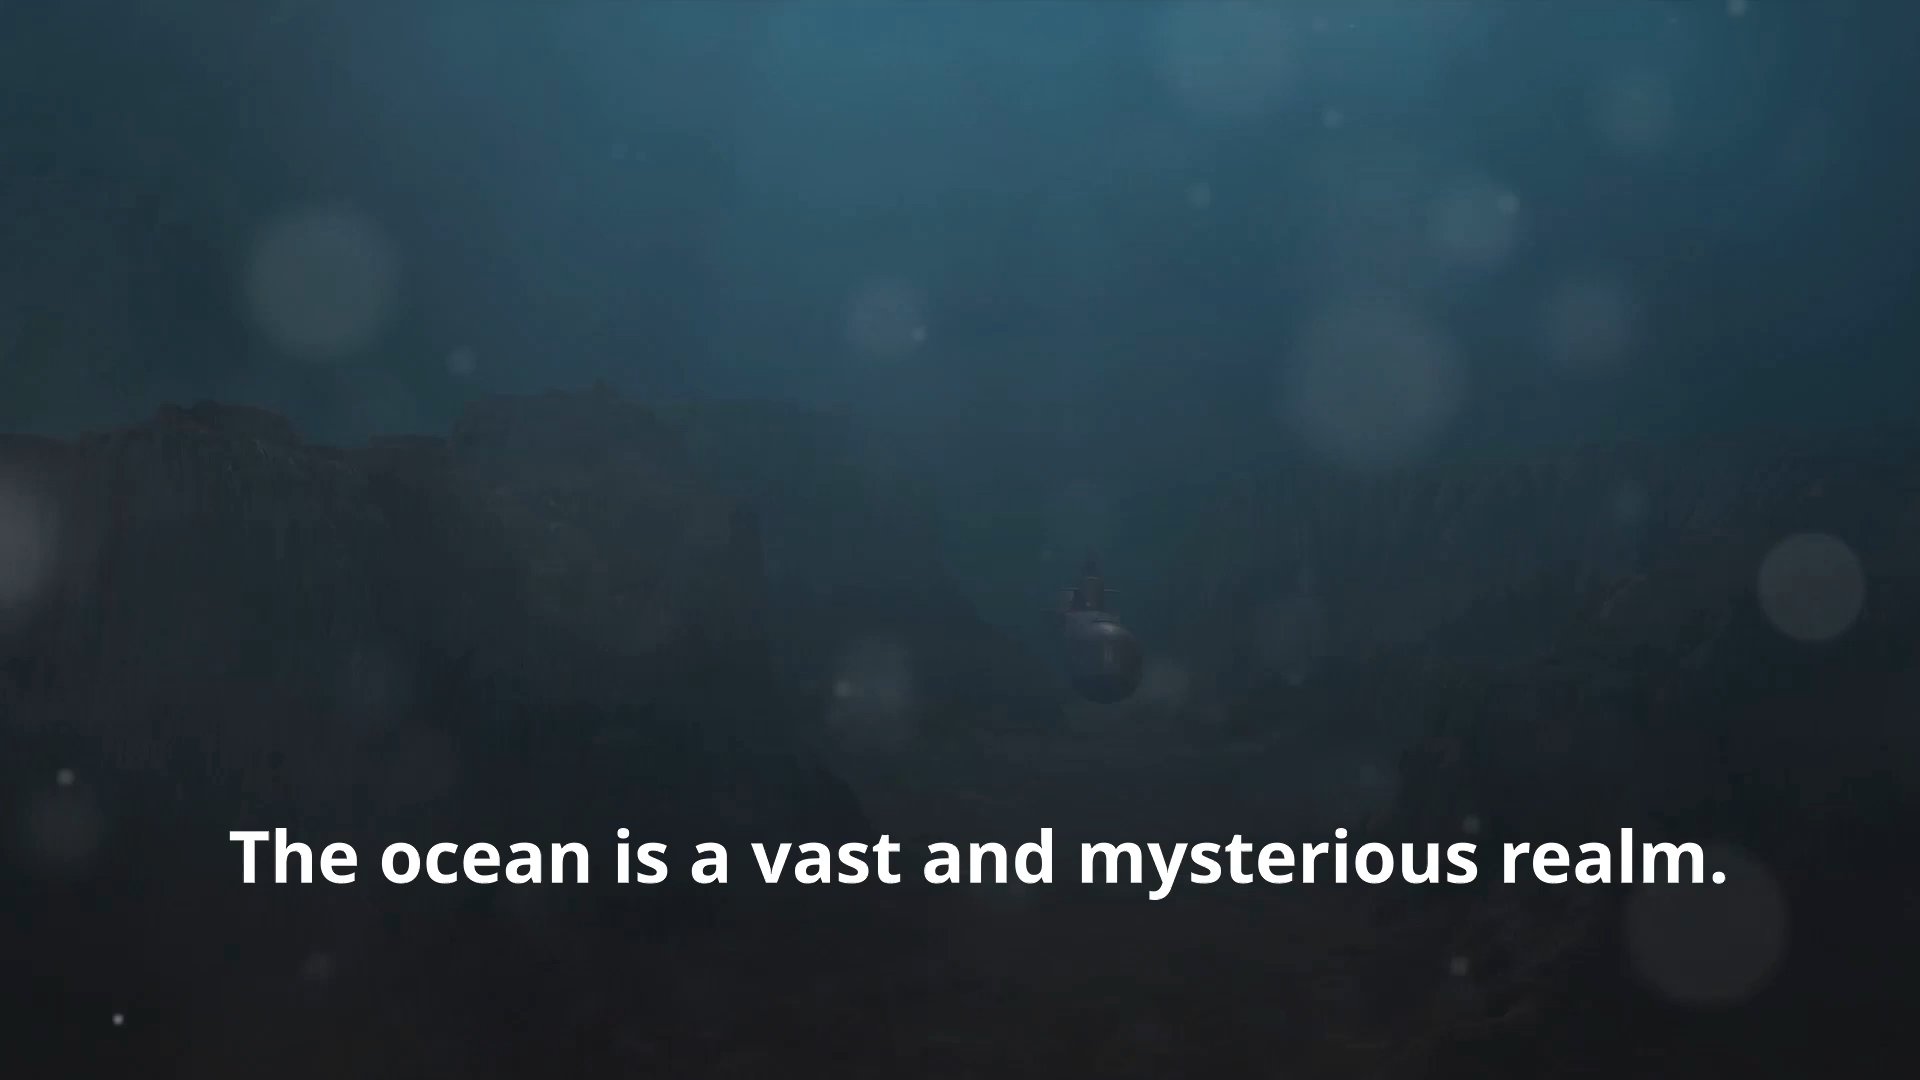 The ocean is a vast and mysterious realm.